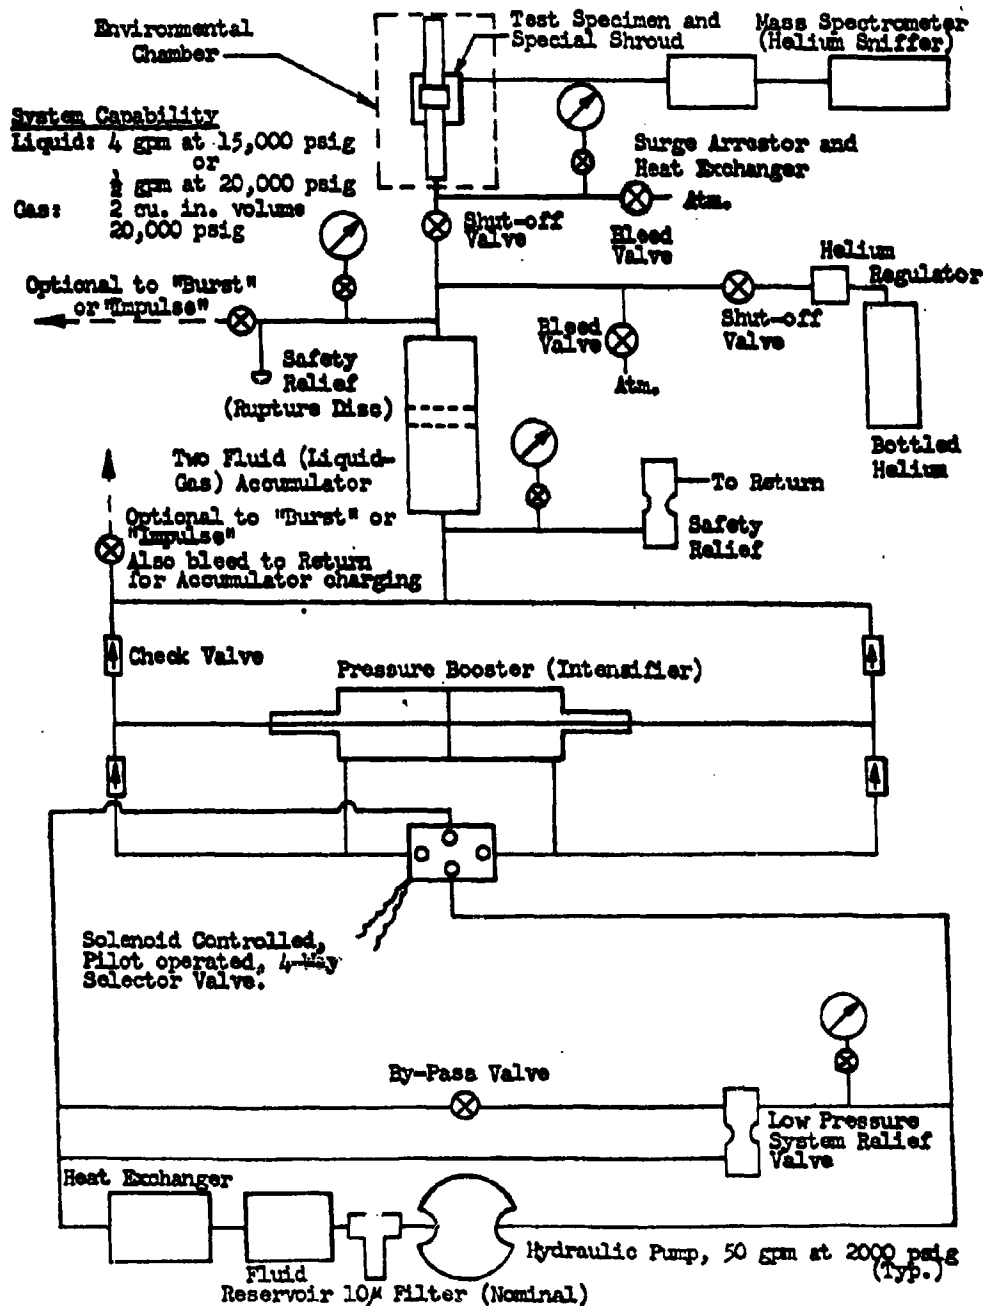 Environmental
Chamber
Test Specimen and
Special Shroud
Mass Spectrometer
(Helium Sniffer)
System Capability
Liquid: 4 gpm at 15,000 psig
or
½ gpm at 20,000 psig
Gas: 2 cu. in. volume
20,000 psig
Surge Arrestor and
Heat Exchanger
Atm.
Shut-off
Valve
Bleed
Valve
Helium
Regulator
Optional to "Burst"
or "Impulse"
Bleed
Valve
Shut-off
Valve
Safety
Relief
(Rupture Disc)
Atm.
Bottled
Helium
Two Fluid (Liquid-
Gas) Accumulator
To Return
Safety
Relief
Optional to "Burst" or
"Impulse"
Also bleed to Return
for Accumulator charging
Check Valve
Pressure Booster (Intensifier)
Solenoid Controlled,
Pilot operated, 4-Way
Selector Valve.
By-Pass Valve
Low Pressure
System Relief
Valve
Heat Exchanger
Hydraulic Pump, 50 gpm at 2000 psig
(Typ.)
Fluid
Reservoir 10µ Filter (Nominal)